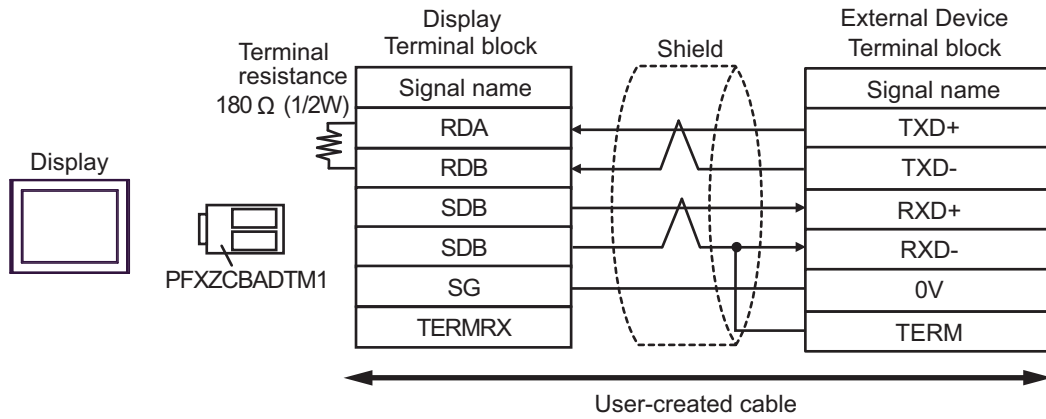 Display
Terminal block
External Device
Terminal block
Shield
Terminal
resistance
180 Ω (1/2W)
Signal name
Signal name
RDA
TXD+
RDB
TXD-
Display
SDB
RXD+
SDB
RXD-
PFXZCBADTM1
SG
0V
TERMRX
TERM
User-created cable